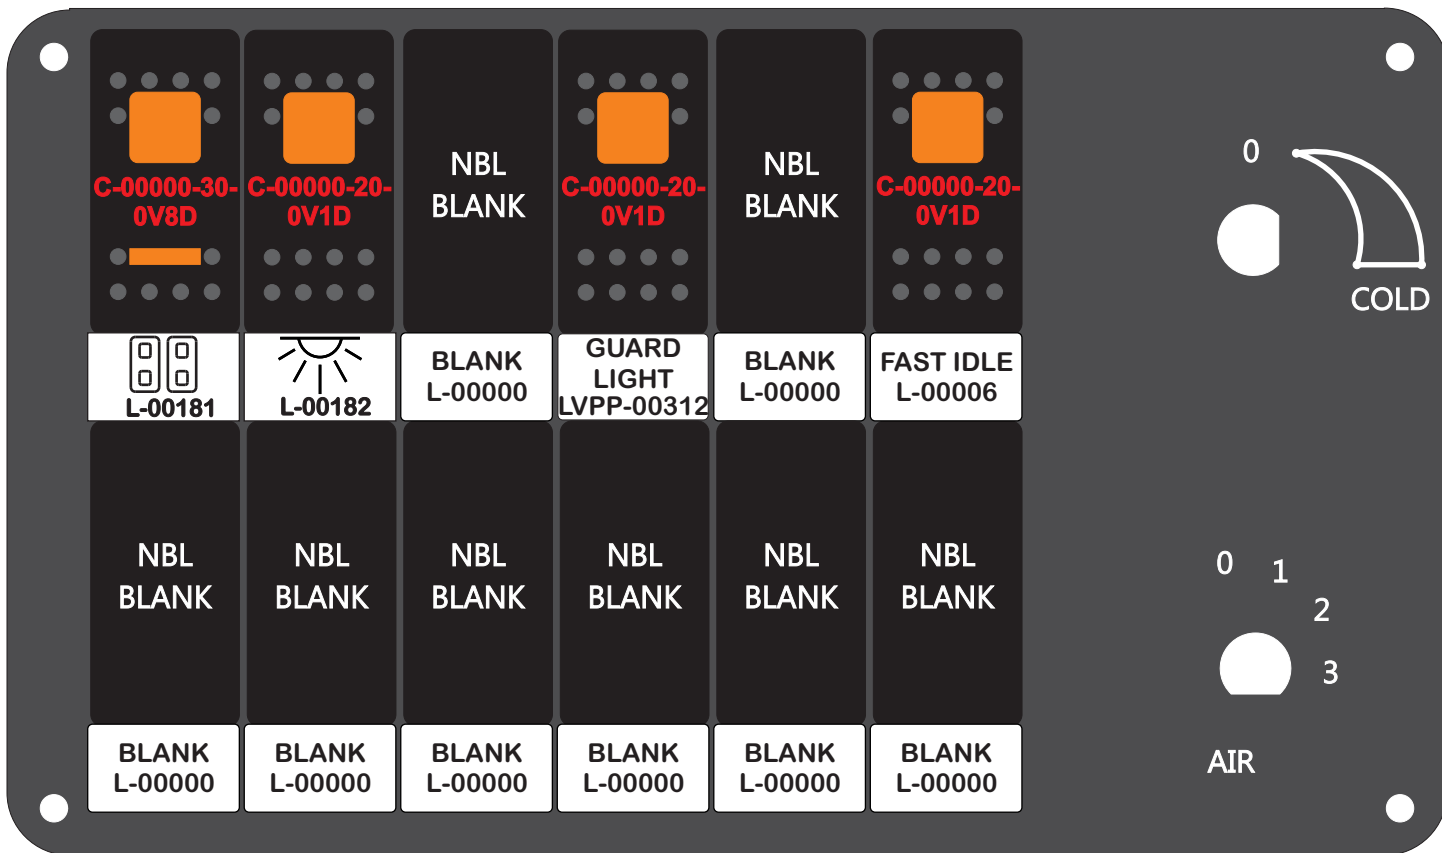 C-00000-30-
0V8D
C-00000-20-
0V1D
NBL
BLANK
C-00000-20-
0V1D
NBL
BLANK
C-00000-20-
0V1D
0
COLD
L-00181
L-00182
BLANK
L-00000
GUARD
LIGHT
LVPP-00312
BLANK
L-00000
FAST IDLE
L-00006
NBL
BLANK
NBL
BLANK
NBL
BLANK
NBL
BLANK
NBL
BLANK
NBL
BLANK
0
1
2
3
BLANK
L-00000
BLANK
L-00000
BLANK
L-00000
BLANK
L-00000
BLANK
L-00000
BLANK
L-00000
AIR